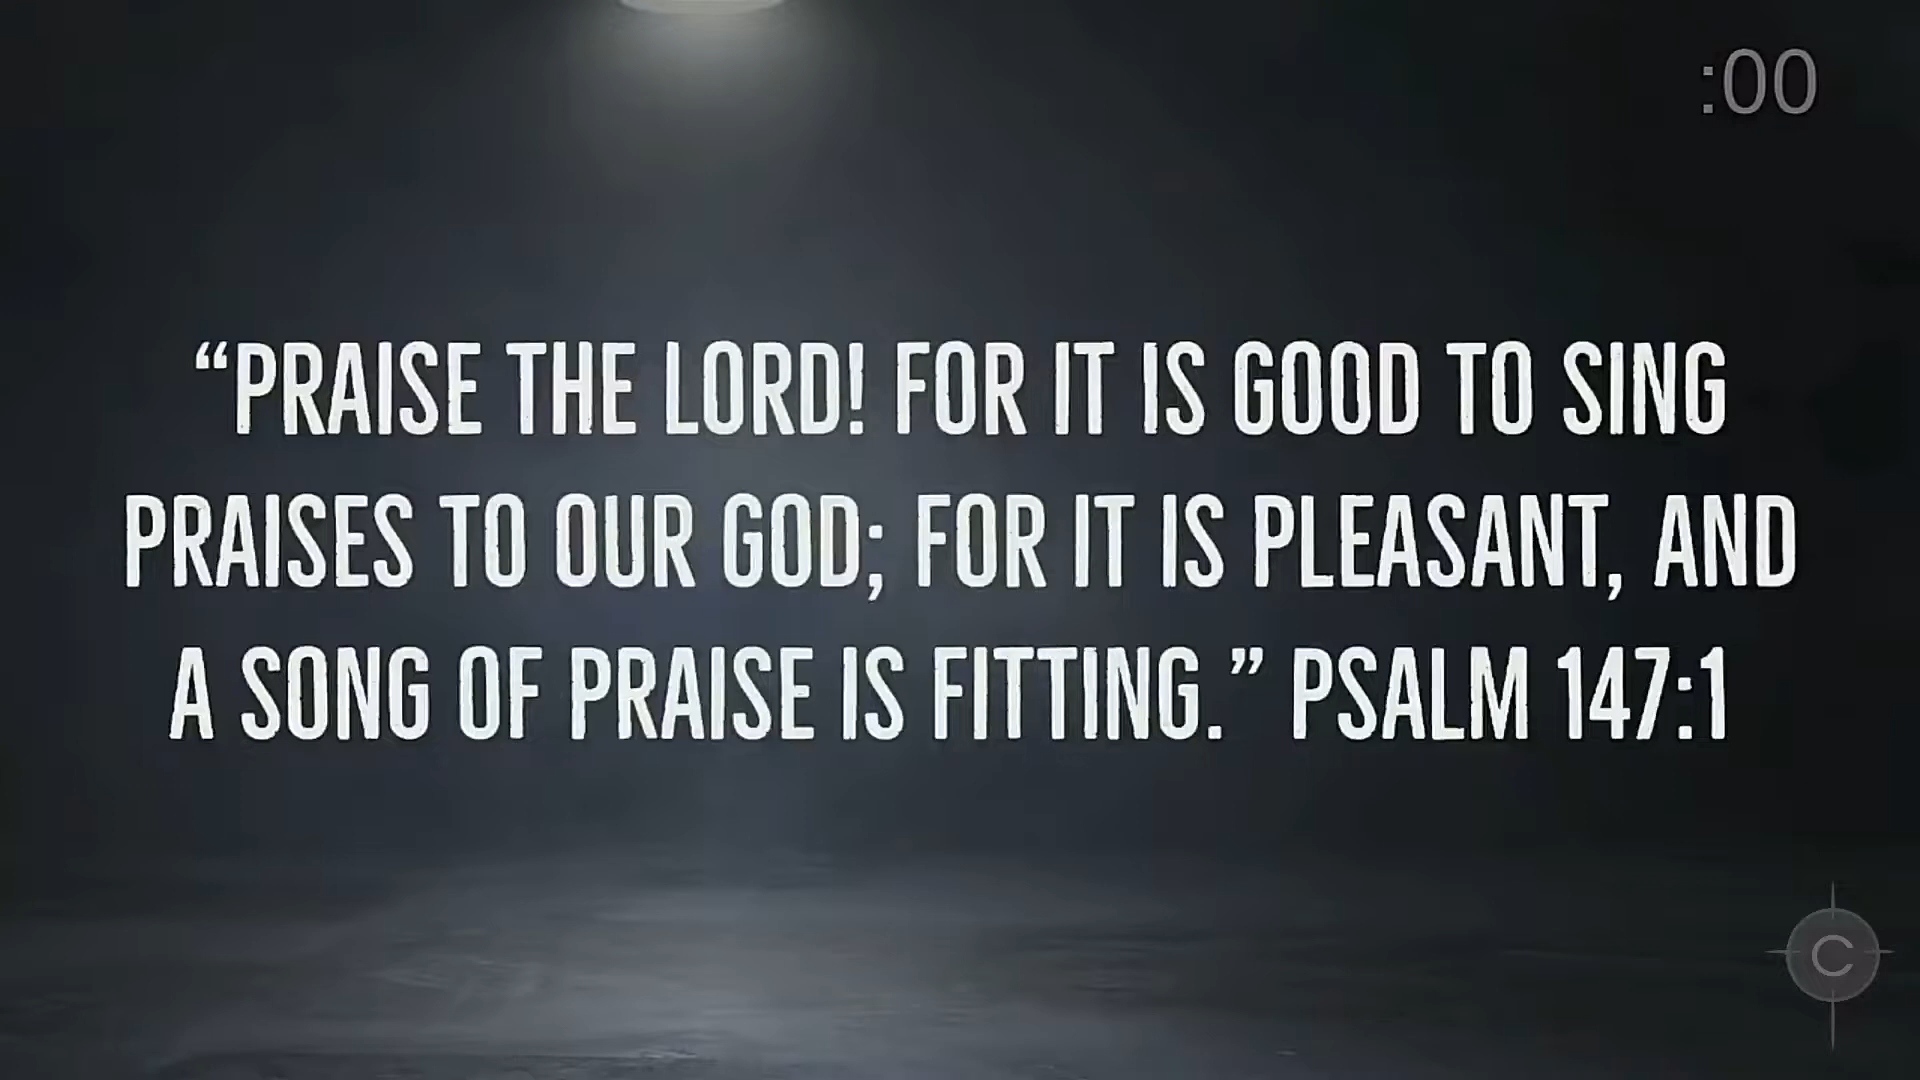 :00
“PRAISE THE LORD! FOR IT IS GOOD TO SING
PRAISES TO OUR GOD; FOR IT IS PLEASANT, AND
A SONG OF PRAISE IS FITTING.” PSALM 147:1
C